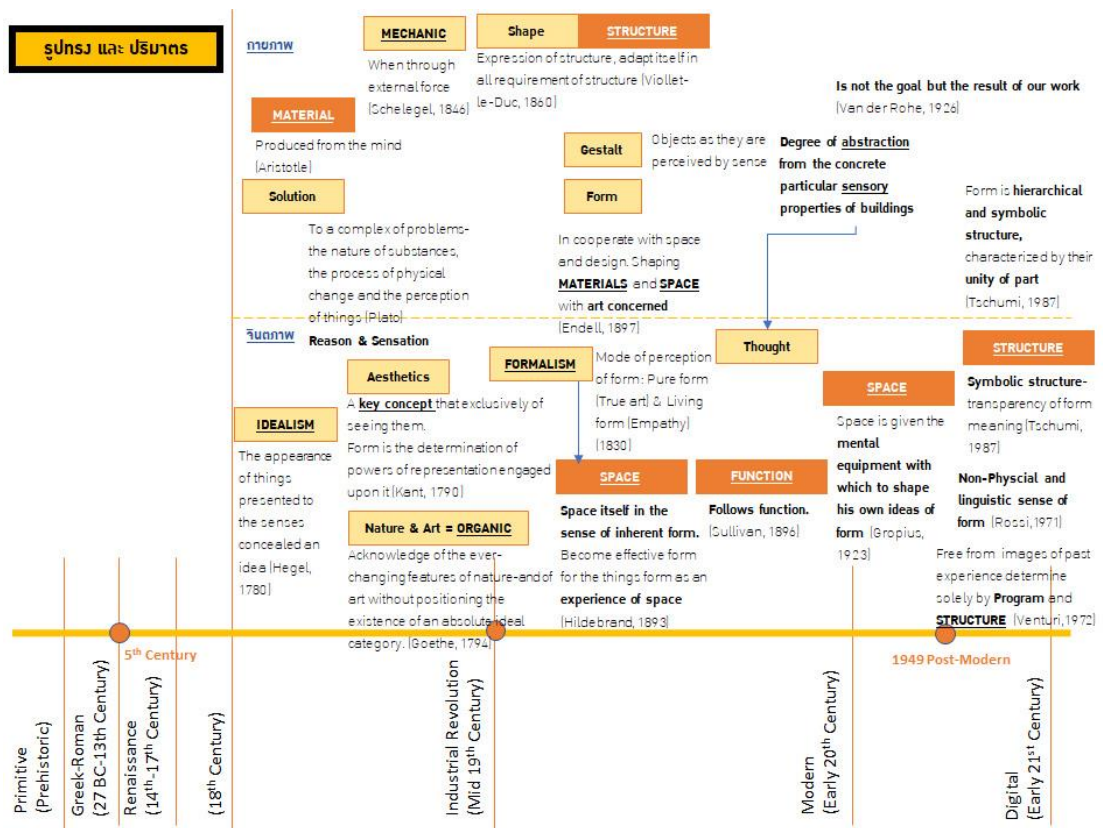 รูปทรง และ ปริมาตร
กายภาพ
MECHANIC
When through
external force
(Schelegel, 1846)
Shape
STRUCTURE
Expression of structure, adapt itself in
all requirement of structure (Viollet-
le-Duc, 1860)
MATERIAL
Produced from the mind
(Aristotle)
Solution
To a complex of problems-
the nature of substances,
the process of physical
change and the perception
of things (Plato)
Reason & Sensation
Gestalt
Objects as they are
perceived by sense
Form
In cooperate with space
and design. Shaping
MATERIALS and SPACE
with art concerned
(Endell, 1897)
Is not the goal but the result of our work
(Van der Rohe, 1926)
Degree of abstraction
from the concrete
particular sensory
properties of buildings
Form is hierarchical
and symbolic
structure,
characterized by their
unity of part
(Tschumi, 1987)
จินตภาพ
IDEALISM
The appearance
of things
presented to
the senses
concealed an
idea (Hegel,
1780)
Aesthetics
A key concept that exclusively of
seeing them.
Form is the determination of
powers of representation engaged
upon it (Kant, 1790)
Nature & Art = ORGANIC
Acknowledge of the ever-
changing features of nature-and of
art without positioning the
existence of an absolute ideal
category. (Goethe, 1794)
FORMALISM
Mode of perception
of form: Pure form
(True art) & Living
form (Empathy)
(1830)
SPACE
Space itself in the
sense of inherent form.
Become effective form
for the things form as an
experience of space
(Hildebrand, 1893)
Thought
FUNCTION
Follows function.
(Sullivan, 1896)
SPACE
Space is given the
mental
equipment with
which to shape
his own ideas of
form (Gropius,
1923)
STRUCTURE
Symbolic structure-
transparency of form
meaning (Tschumi,
1987)
Non-Physcial and
linguistic sense of
form (Rossi,1971)
Free from images of past
experience determine
solely by Program and
STRUCTURE (Venturi,1972)
5th Century
1949 Post-Modern
Primitive
(Prehistoric)
Greek-Roman
(27 BC-13th Century)
Renaissance
(14th-17th Century)
(18th Century)
Industrial Revolution
(Mid 19th Century)
Modern
(Early 20th Century)
Digital
(Early 21st Century)